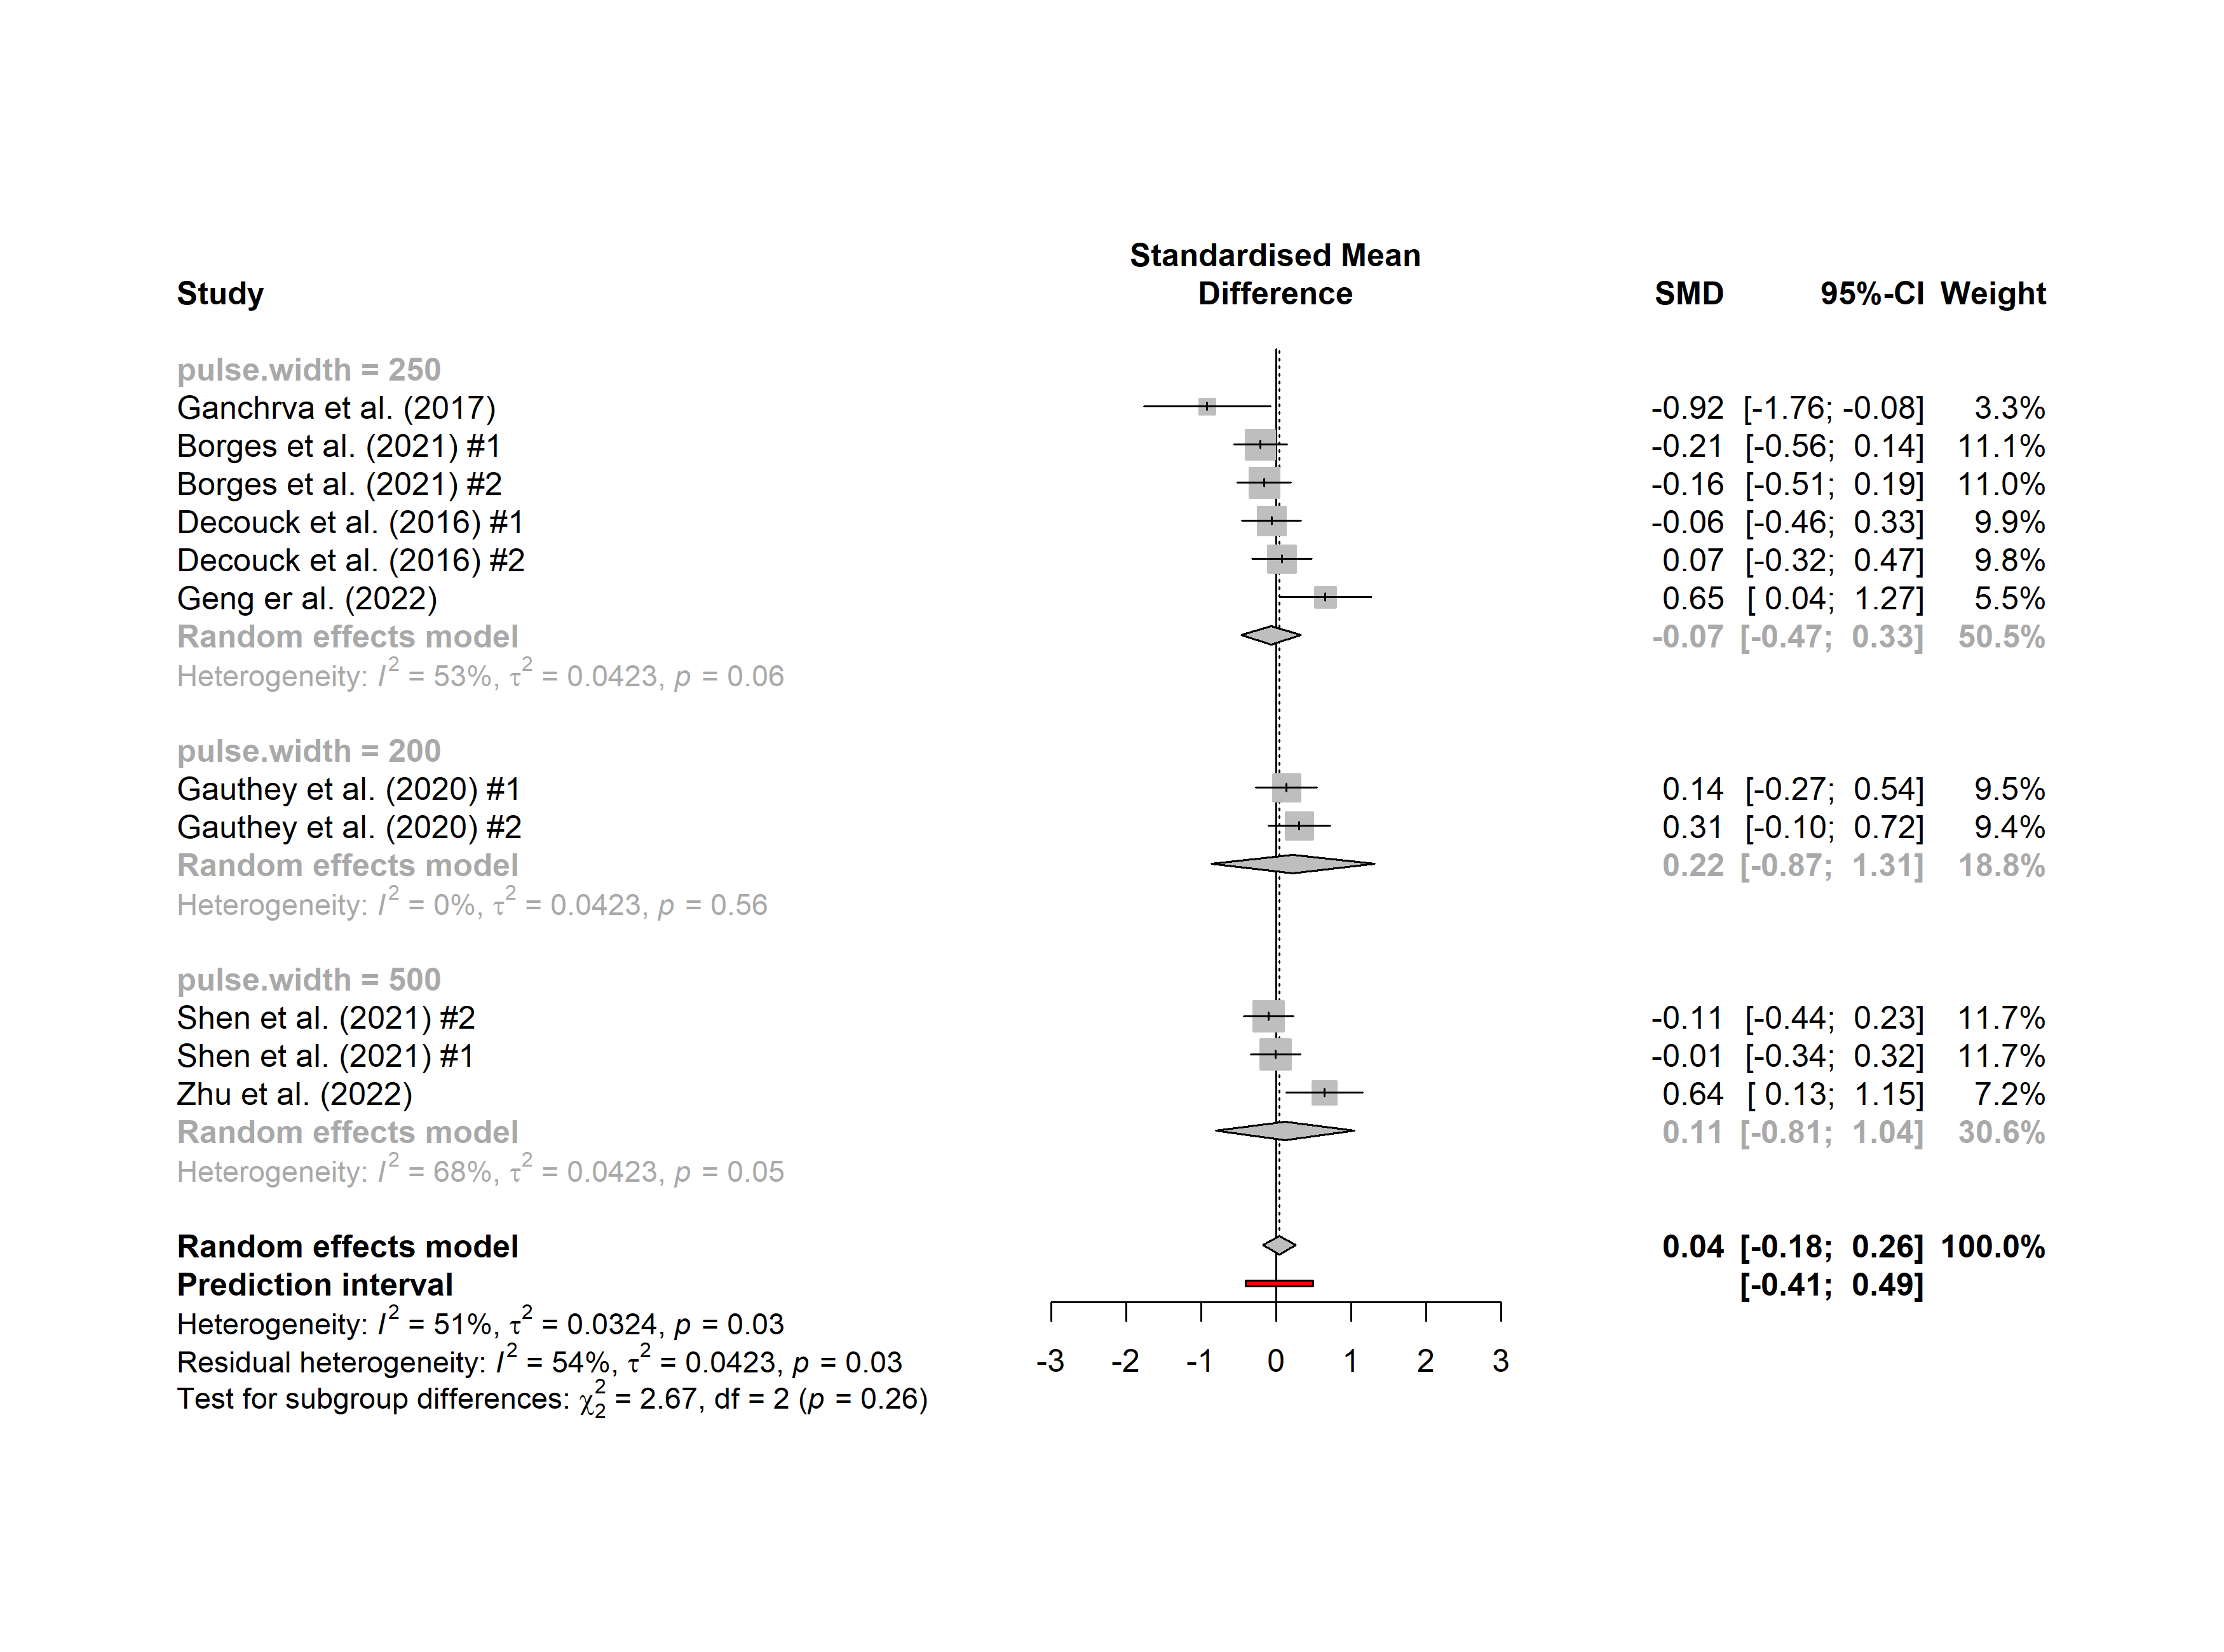 Standardised Mean
Study Difference SMD 95%-CI Weight
pulse.width = 250
Ganchrva et al. (2017) -0.92 [-1.76; -0.08] 3.3%
Borges et al. (2021) #1 -0.21 [-0.56; 0.14] 11.1%
Borges et al. (2021) #2 -0.16 [-0.51; 0.19] 11.0%
Decouck et al. (2016) #1 -0.06 [-0.46; 0.33] 9.9%
Decouck et al. (2016) #2 0.07 [-0.32; 0.47] 9.8%
Geng er al. (2022) 0.65 [ 0.04; 1.27] 5.5%
Random effects model -0.07 [-0.47; 0.33] 50.5%
Heterogeneity: I² = 53%, τ² = 0.0423, p = 0.06
pulse.width = 200
Gauthey et al. (2020) #1 0.14 [-0.27; 0.54] 9.5%
Gauthey et al. (2020) #2 0.31 [-0.10; 0.72] 9.4%
Random effects model 0.22 [-0.87; 1.31] 18.8%
Heterogeneity: I² = 0%, τ² = 0.0423, p = 0.56
pulse.width = 500
Shen et al. (2021) #2 -0.11 [-0.44; 0.23] 11.7%
Shen et al. (2021) #1 -0.01 [-0.34; 0.32] 11.7%
Zhu et al. (2022) 0.64 [ 0.13; 1.15] 7.2%
Random effects model 0.11 [-0.81; 1.04] 30.6%
Heterogeneity: I² = 68%, τ² = 0.0423, p = 0.05
Random effects model 0.04 [-0.18; 0.26] 100.0%
Prediction interval [-0.41; 0.49]
Heterogeneity: I² = 51%, τ² = 0.0324, p = 0.03
Residual heterogeneity: I² = 54%, τ² = 0.0423, p = 0.03
-3 -2 -1 0 1 2 3
Test for subgroup differences: χ²₂ = 2.67, df = 2 (p = 0.26)